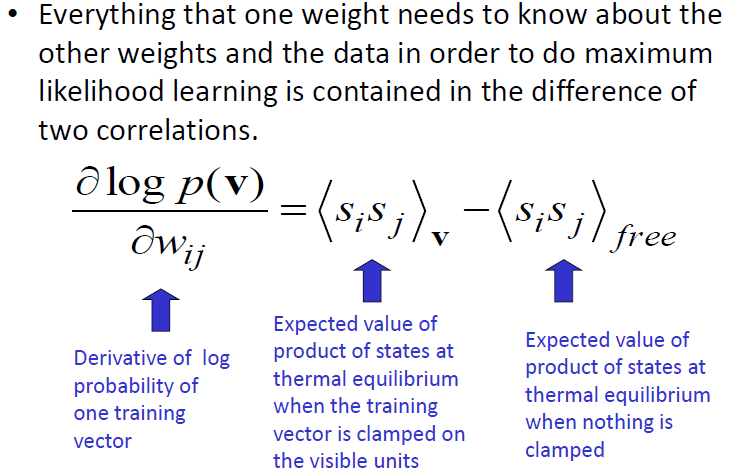 • Everything that one weight needs to know about the
other weights and the data in order to do maximum
likelihood learning is contained in the difference of
two correlations.
∂ log p(v) / ∂w_ij = ⟨s_i s_j⟩_v − ⟨s_i s_j⟩_free
Derivative of log
probability of
one training
vector
Expected value of
product of states at
thermal equilibrium
when the training
vector is clamped on
the visible units
Expected value of
product of states at
thermal equilibrium
when nothing is
clamped